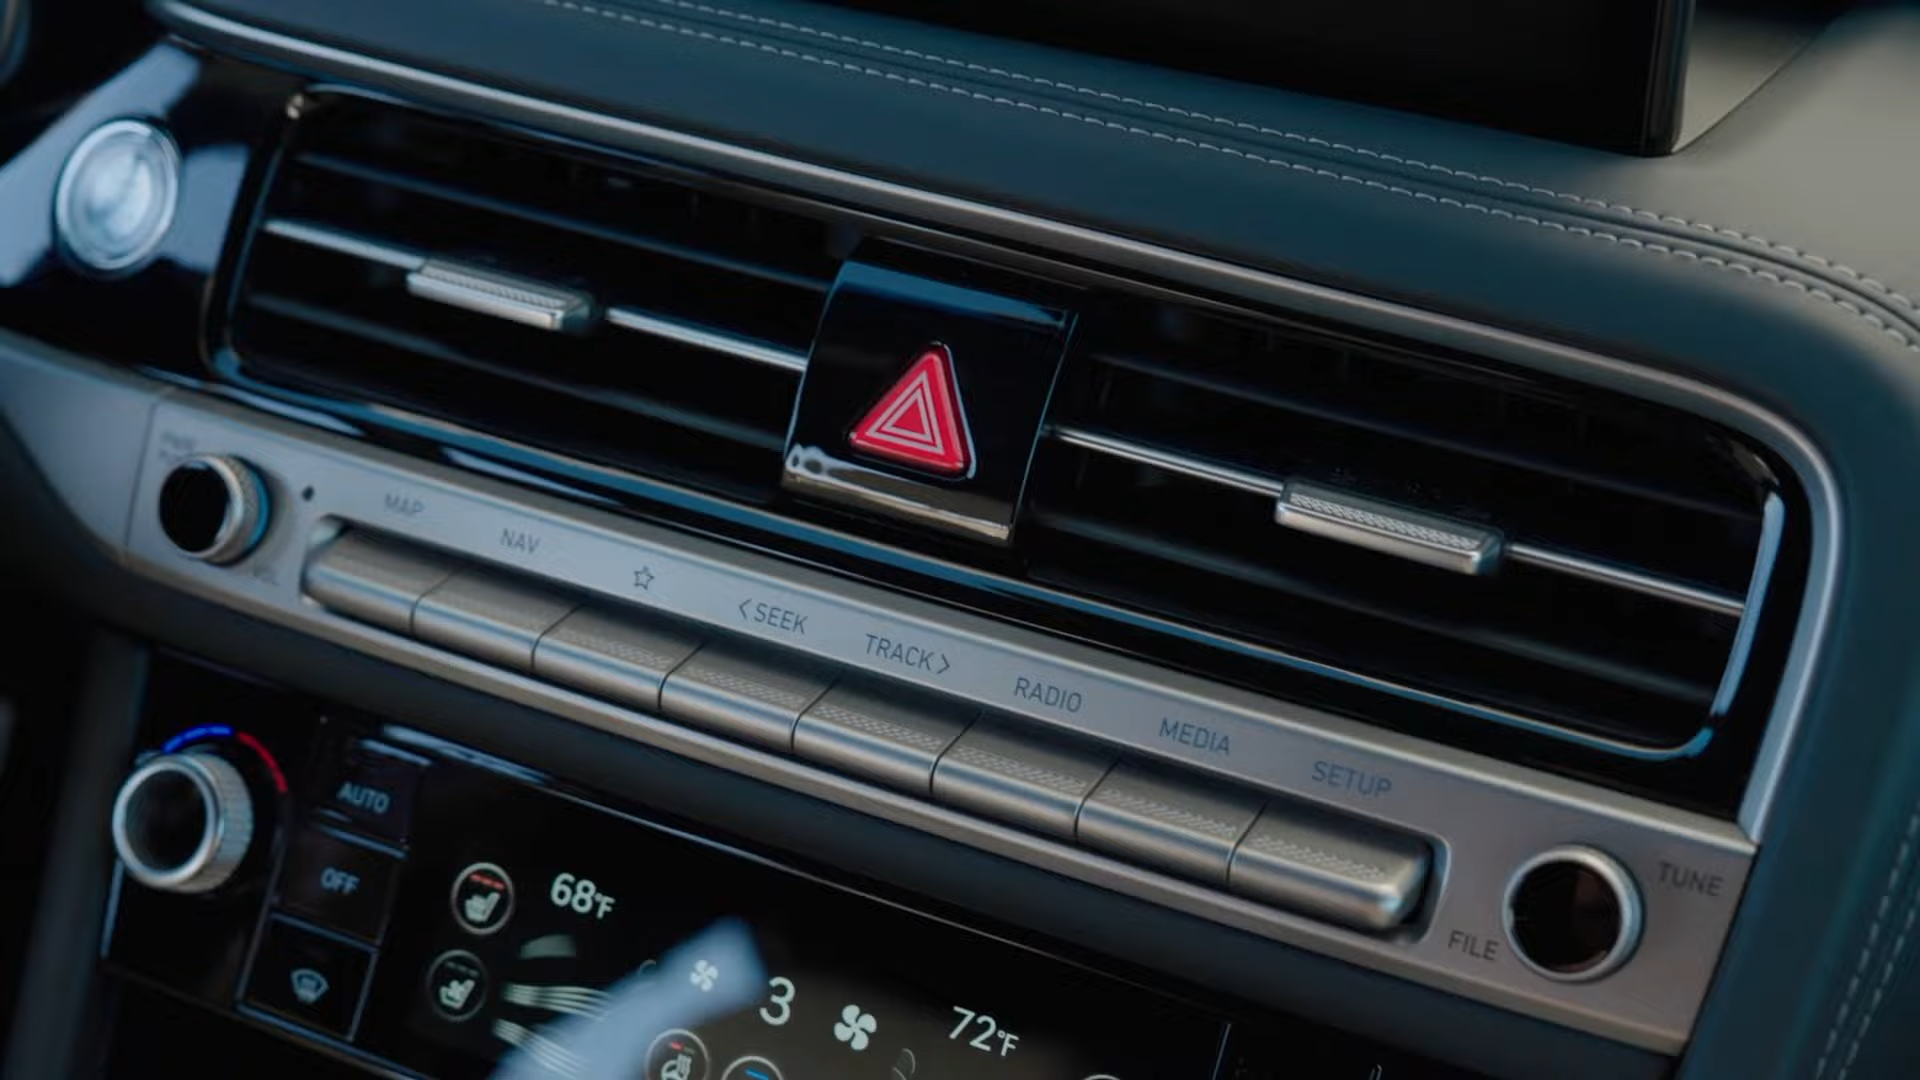 MAP
NAV
<SEEK
TRACK>
RADIO
MEDIA
SETUP
TUNE
FILE
AUTO
OFF
68°F
3
72°F